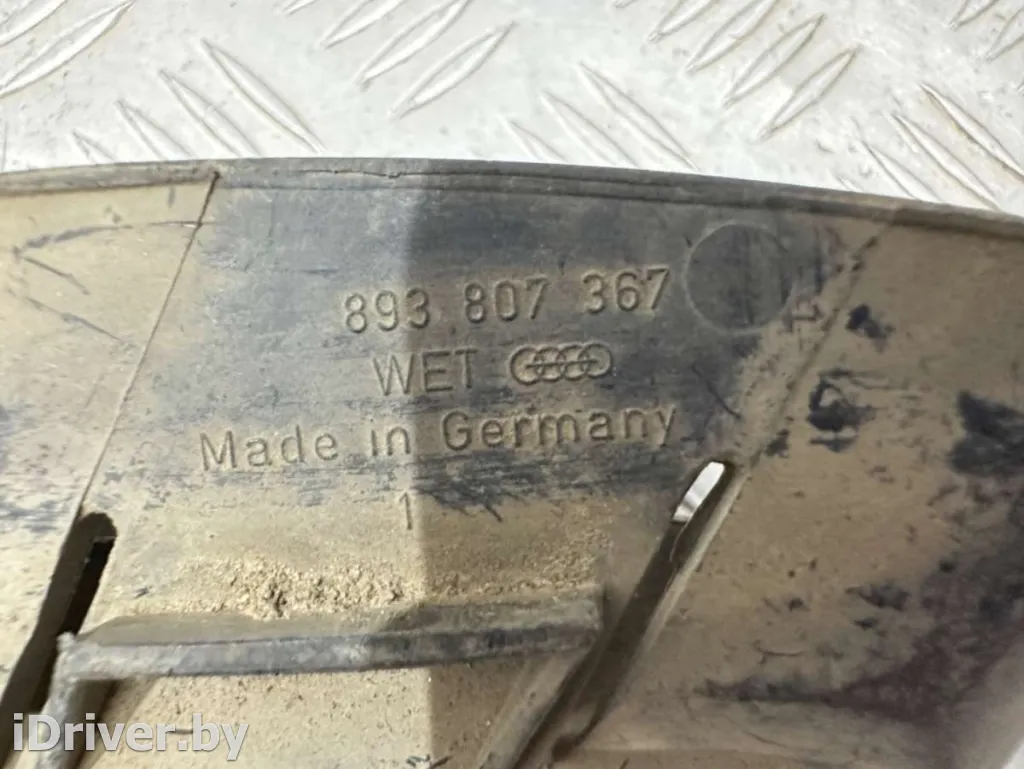 893 807 367
WET
Made in Germany
1
iDriver.by